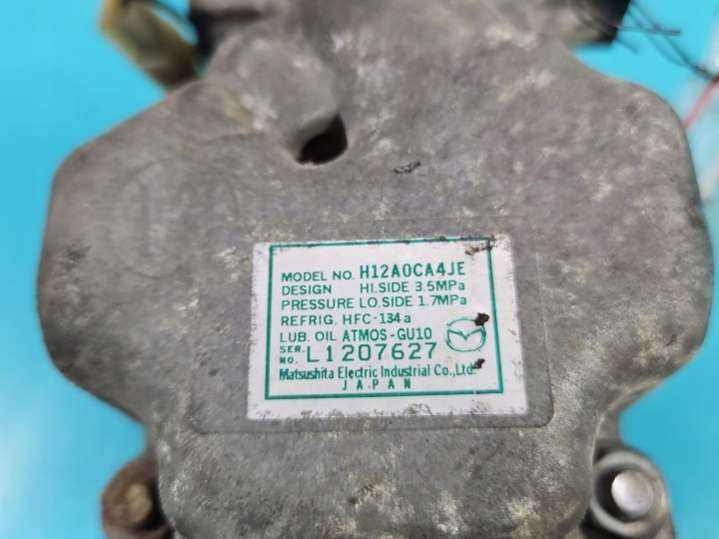 MODEL NO. H12A0CA4JE
DESIGN HI.SIDE 3.5MPa
PRESSURE LO.SIDE 1.7MPa
REFRIG. HFC-134a
LUB. OIL ATMOS-GU10
SER. NO. L1207627
Matsushita Electric Industrial Co.,Ltd.
JAPAN